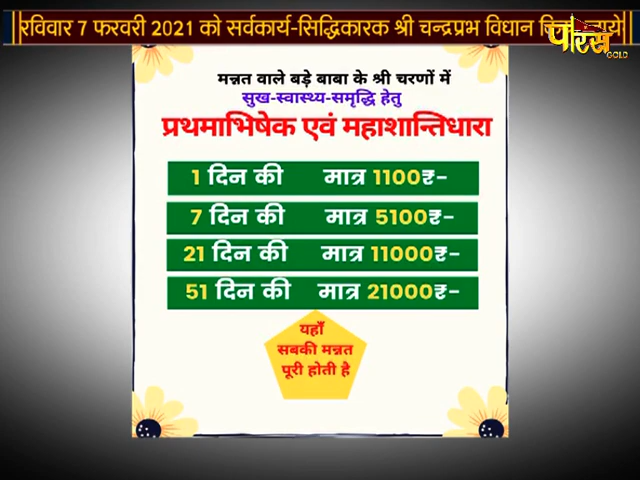 रविवार 7 फरवरी 2021 को सर्वकार्य-सिद्धिकारक श्री चन्द्रप्रभ विधान
पारस
GOLD
मन्नत वाले बड़े बाबा के श्री चरणों में
सुख-स्वास्थ्य-समृद्धि हेतु
प्रथमाभिषेक एवं महाशान्तिधारा
1 दिन की मात्र 1100₹-
7 दिन की मात्र 5100₹-
21 दिन की मात्र 11000₹-
51 दिन की मात्र 21000₹-
यहाँ
सबकी मन्नत
पूरी होती है